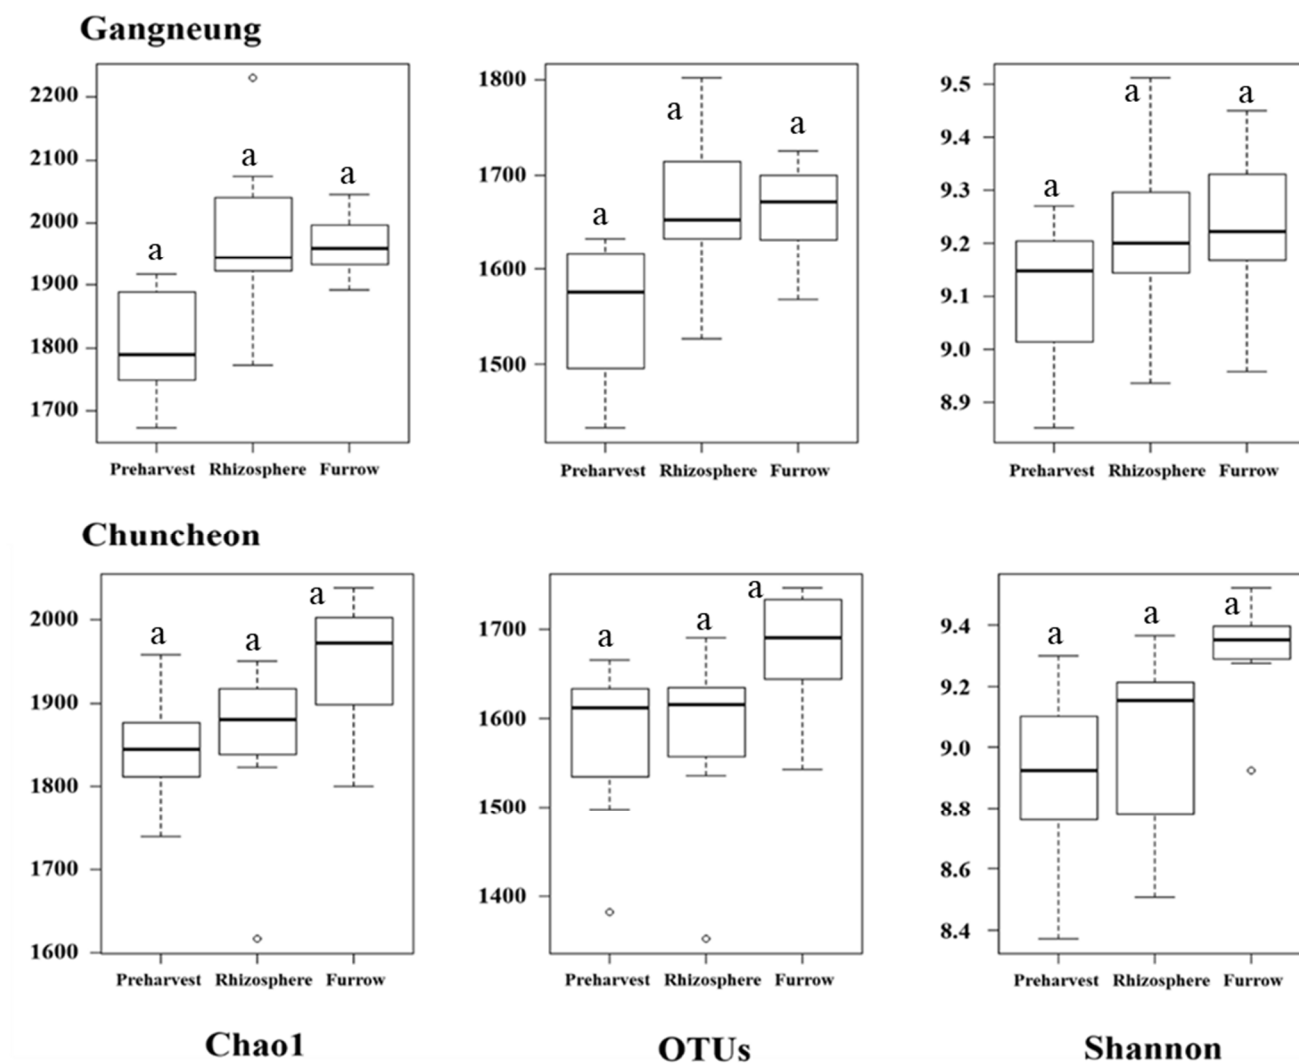 Gangneung
2200
2100
2000
1900
1800
1700
a
a
a
Preharvest Rhizosphere Furrow
1800
1700
1600
1500
a
a
a
Preharvest Rhizosphere Furrow
9.5
9.4
9.3
9.2
9.1
9.0
8.9
a
a
a
Preharvest Rhizosphere Furrow
Chuncheon
2000
1900
1800
1700
1600
a
a
a
Preharvest Rhizosphere Furrow
Chao1
1700
1600
1500
1400
a
a
a
Preharvest Rhizosphere Furrow
OTUs
9.4
9.2
9.0
8.8
8.6
8.4
a
a
a
Preharvest Rhizosphere Furrow
Shannon